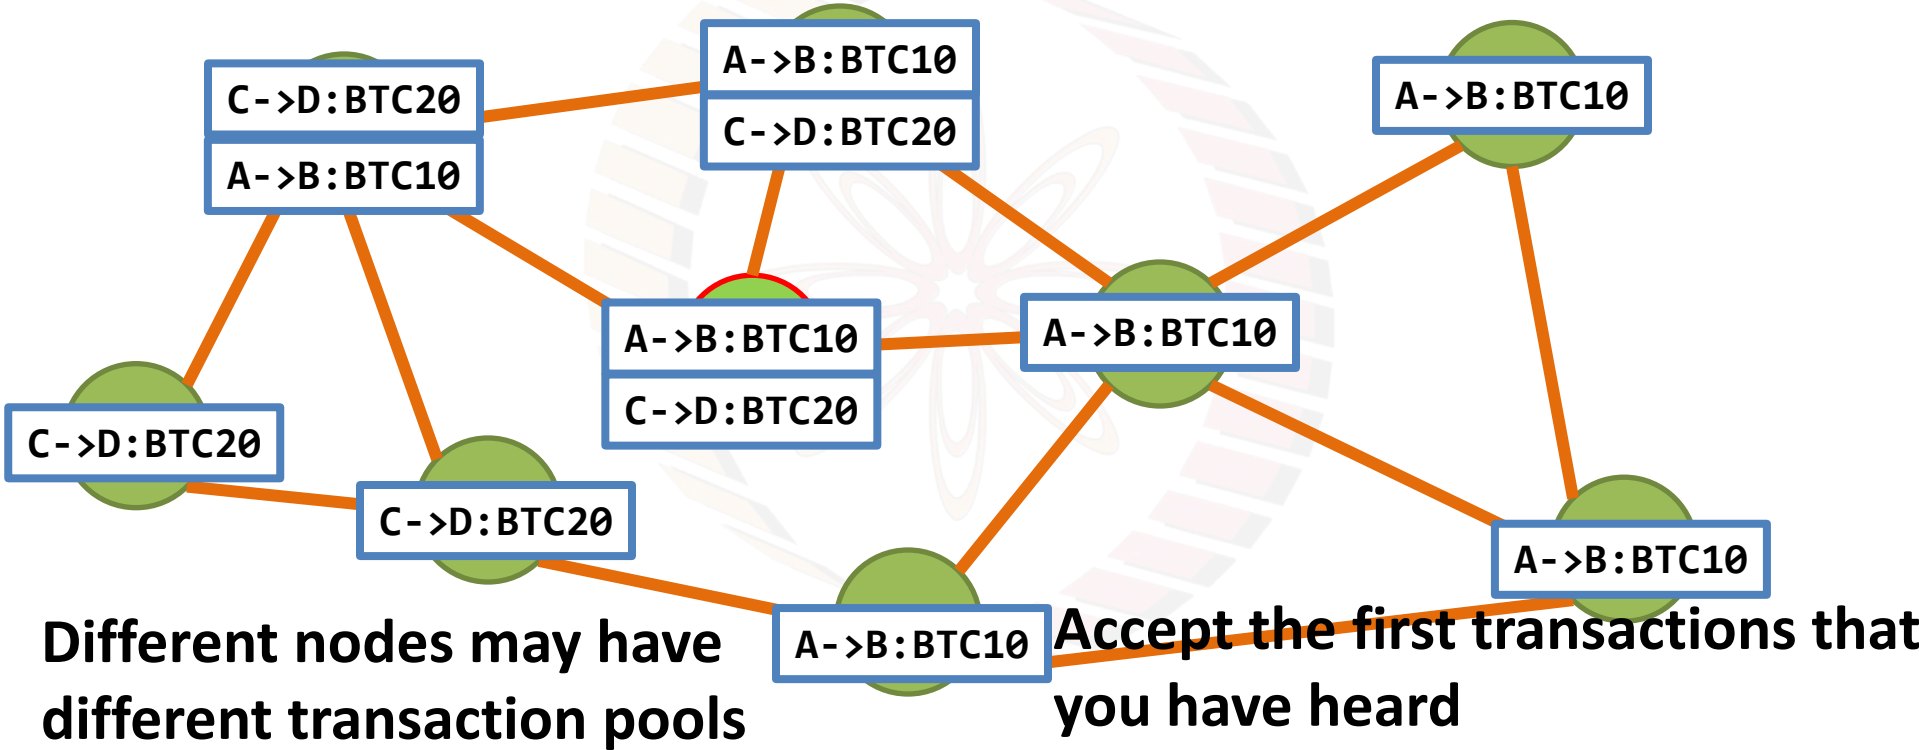 C->D:BTC20
A->B:BTC10
A->B:BTC10
C->D:BTC20
A->B:BTC10
A->B:BTC10
C->D:BTC20
A->B:BTC10
C->D:BTC20
C->D:BTC20
A->B:BTC10
A->B:BTC10
Different nodes may have
different transaction pools
Accept the first transactions that
you have heard